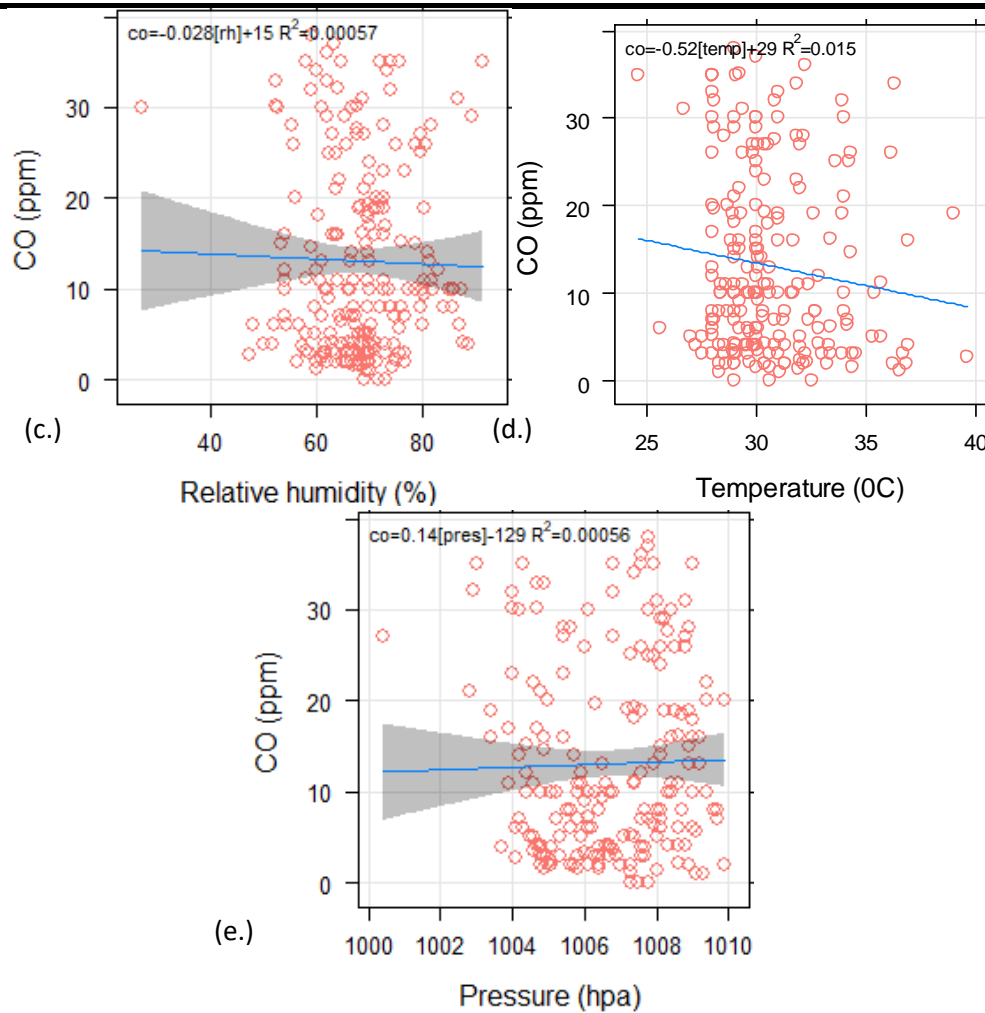 co=-0.028[rh]+15 R²=0.00057
CO (ppm)
30
20
10
0
40 60 80
(c.)
Relative humidity (%)
co=-0.52[temp]+29 R²=0.015
CO (ppm)
30
20
10
0
25 30 35 40
(d.)
Temperature (0C)
co=0.14[pres]-129 R²=0.00056
CO (ppm)
30
20
10
0
1000 1002 1004 1006 1008 1010
(e.)
Pressure (hpa)